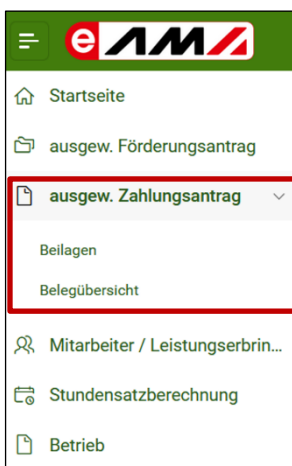 eAMA
Startseite
ausgew. Förderungsantrag
ausgew. Zahlungsantrag
Beilagen
Belegübersicht
Mitarbeiter / Leistungserbrin...
Stundensatzberechnung
Betrieb